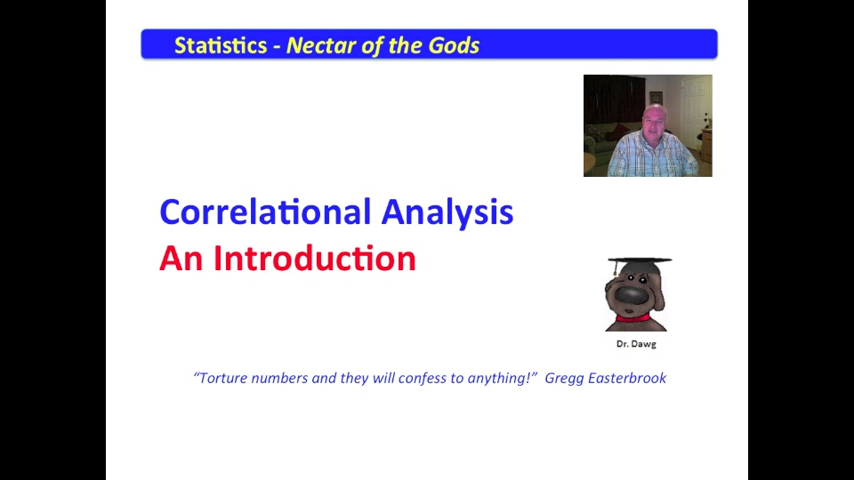 Statistics - Nectar of the Gods
Correlational Analysis
An Introduction
Dr. Dawg
“Torture numbers and they will confess to anything!” Gregg Easterbrook